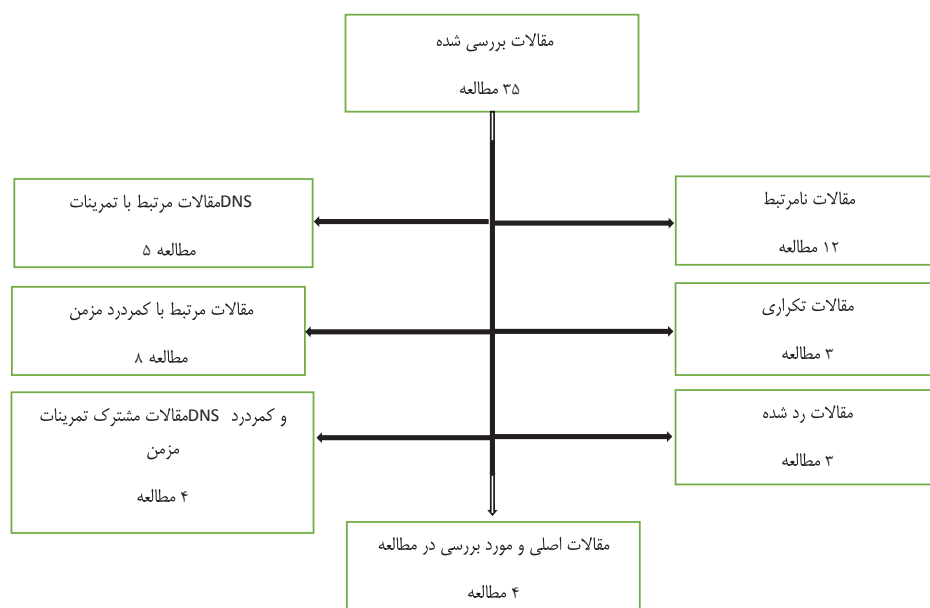 مقالات بررسی شده
۳۵ مطالعه
مقالات نامرتبط
۱۲ مطالعه
DNSمقالات مرتبط با تمرینات
مطالعه ۵
مقالات تکراری
۳ مطالعه
مقالات مرتبط با کمردرد مزمن
مطالعه ۸
مقالات رد شده
۳ مطالعه
و کمردرد DNSمقالات مشترک تمرینات
مزمن
۴ مطالعه
مقالات اصلی و مورد بررسی در مطالعه
۴ مطالعه